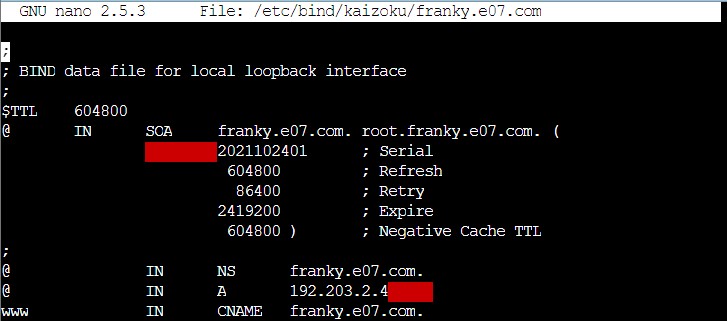 GNU nano 2.5.3 File: /etc/bind/kaizoku/franky.e07.com
;
; BIND data file for local loopback interface
;
$TTL 604800
@ IN SOA franky.e07.com. root.franky.e07.com. (
2021102401 ; Serial
604800 ; Refresh
86400 ; Retry
2419200 ; Expire
604800 ) ; Negative Cache TTL
;
@ IN NS franky.e07.com.
@ IN A 192.203.2.4
www IN CNAME franky.e07.com.